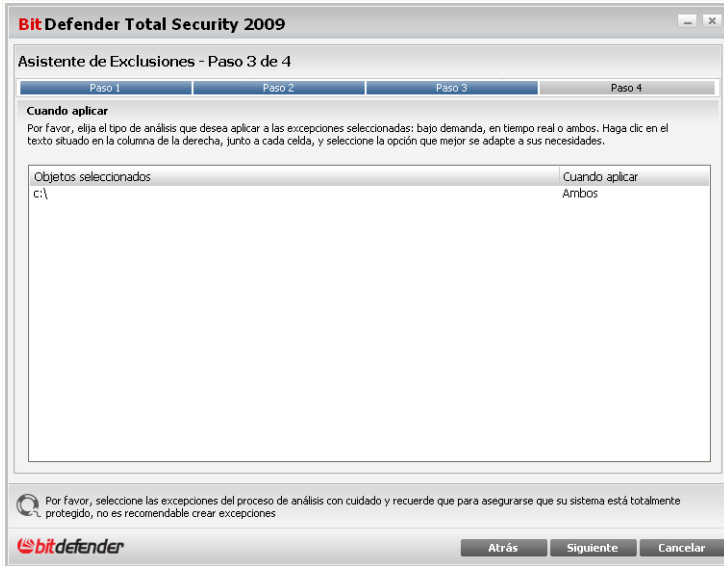 BitDefender Total Security 2009
Asistente de Exclusiones - Paso 3 de 4
Paso 1 Paso 2 Paso 3 Paso 4
Cuando aplicar
Por favor, elija el tipo de análisis que desea aplicar a las excepciones seleccionadas: bajo demanda, en tiempo real o ambos. Haga clic en el
texto situado en la columna de la derecha, junto a cada celda, y seleccione la opción que mejor se adapte a sus necesidades.
Objetos seleccionados Cuando aplicar
c:\ Ambos
Por favor, seleccione las excepciones del proceso de análisis con cuidado y recuerde que para asegurarse que su sistema está totalmente
protegido, no es recomendable crear excepciones
bitdefender Atrás Siguiente Cancelar